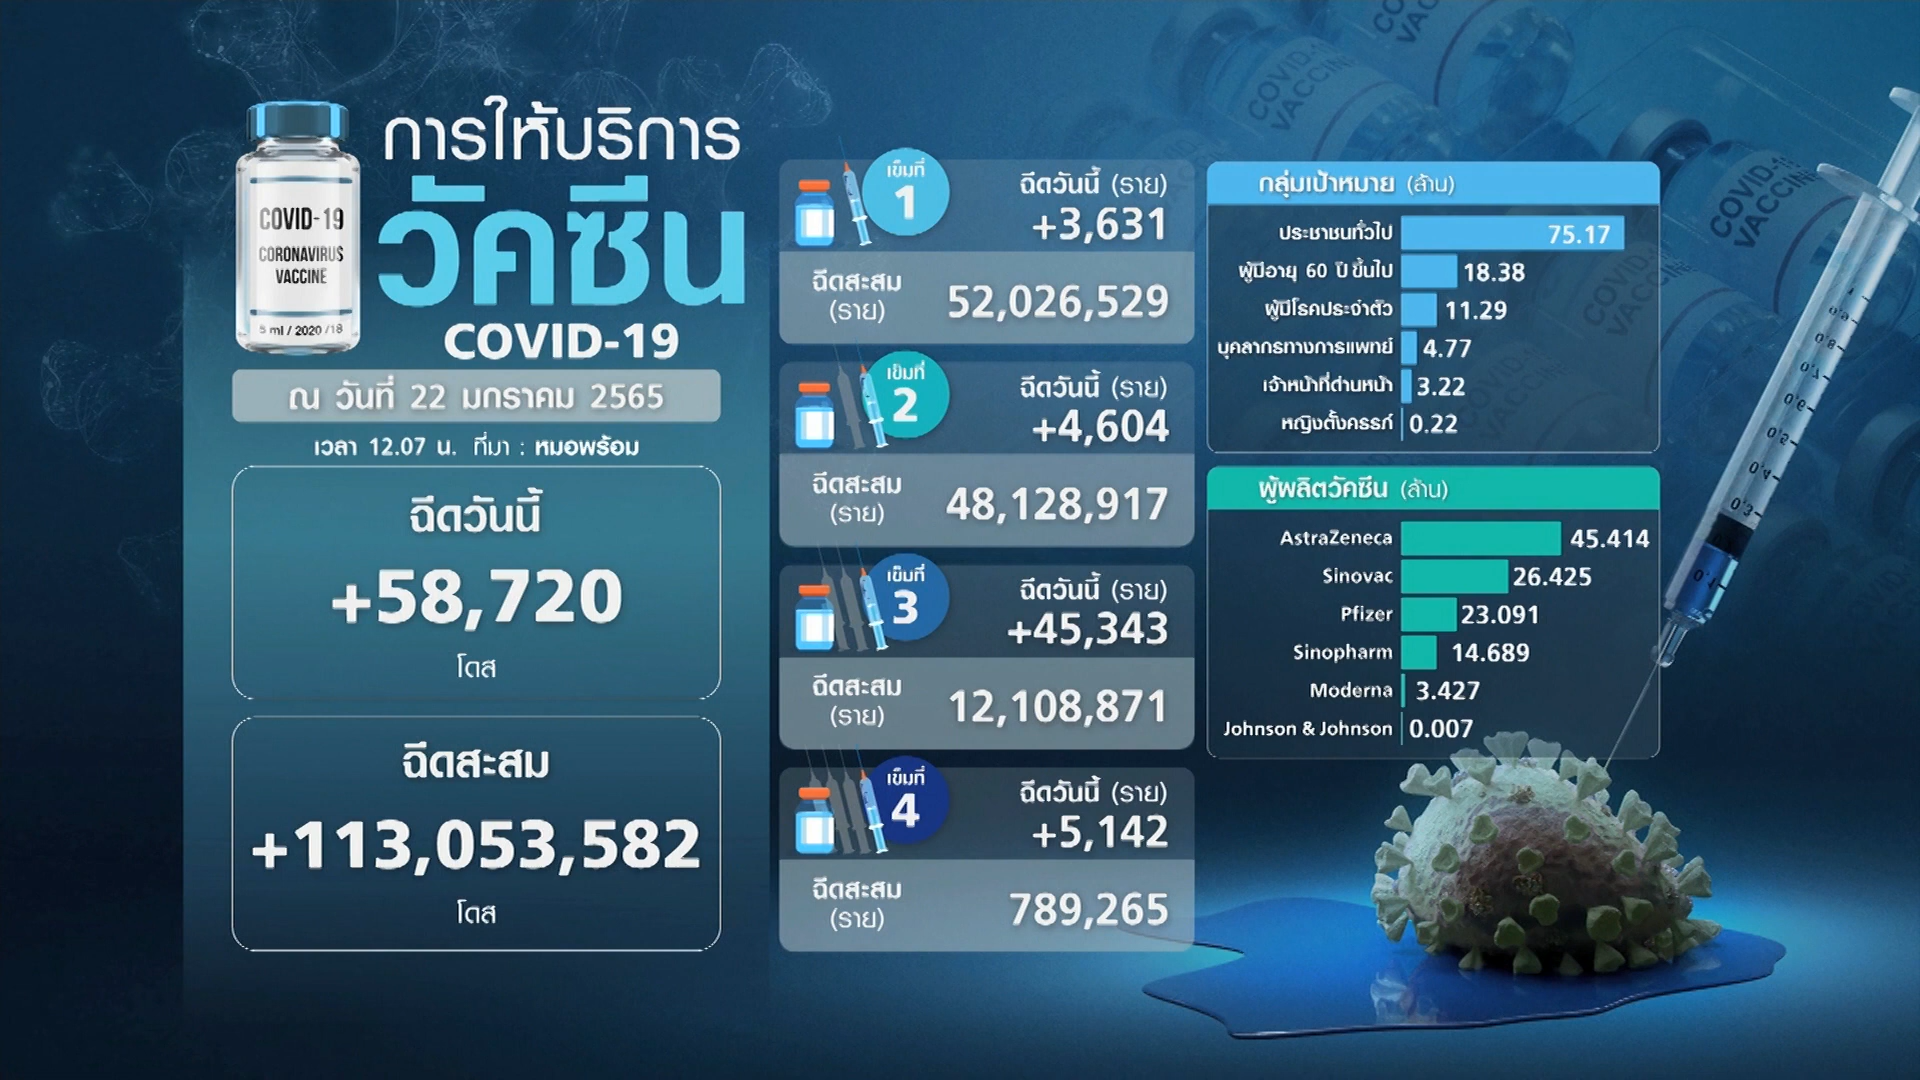 COVID-19
CORONAVIRUS
VACCINE
5 ml / 2020 /18
การให้บริการ
วัคซีน
COVID-19
ณ วันที่ 22 มกราคม 2565
เวลา 12.07 น. ที่มา : หมอพร้อม
ฉีดวันนี้
+58,720
โดส
ฉีดสะสม
+113,053,582
โดส
เข็มที่
1
ฉีดวันนี้ (ราย)
+3,631
ฉีดสะสม
(ราย)
52,026,529
เข็มที่
2
ฉีดวันนี้ (ราย)
+4,604
ฉีดสะสม
(ราย)
48,128,917
เข็มที่
3
ฉีดวันนี้ (ราย)
+45,343
ฉีดสะสม
(ราย)
12,108,871
เข็มที่
4
ฉีดวันนี้ (ราย)
+5,142
ฉีดสะสม
(ราย)
789,265
กลุ่มเป้าหมาย (ล้าน)
ประชาชนทั่วไป 75.17
ผู้มีอายุ 60 ปี ขึ้นไป 18.38
ผู้มีโรคประจำตัว 11.29
บุคลากรทางการแพทย์ 4.77
เจ้าหน้าที่ด่านหน้า 3.22
หญิงตั้งครรภ์ 0.22
ผู้ผลิตวัคซีน (ล้าน)
AstraZeneca 45.414
Sinovac 26.425
Pfizer 23.091
Sinopharm 14.689
Moderna 3.427
Johnson & Johnson 0.007
COVID
VACCIN